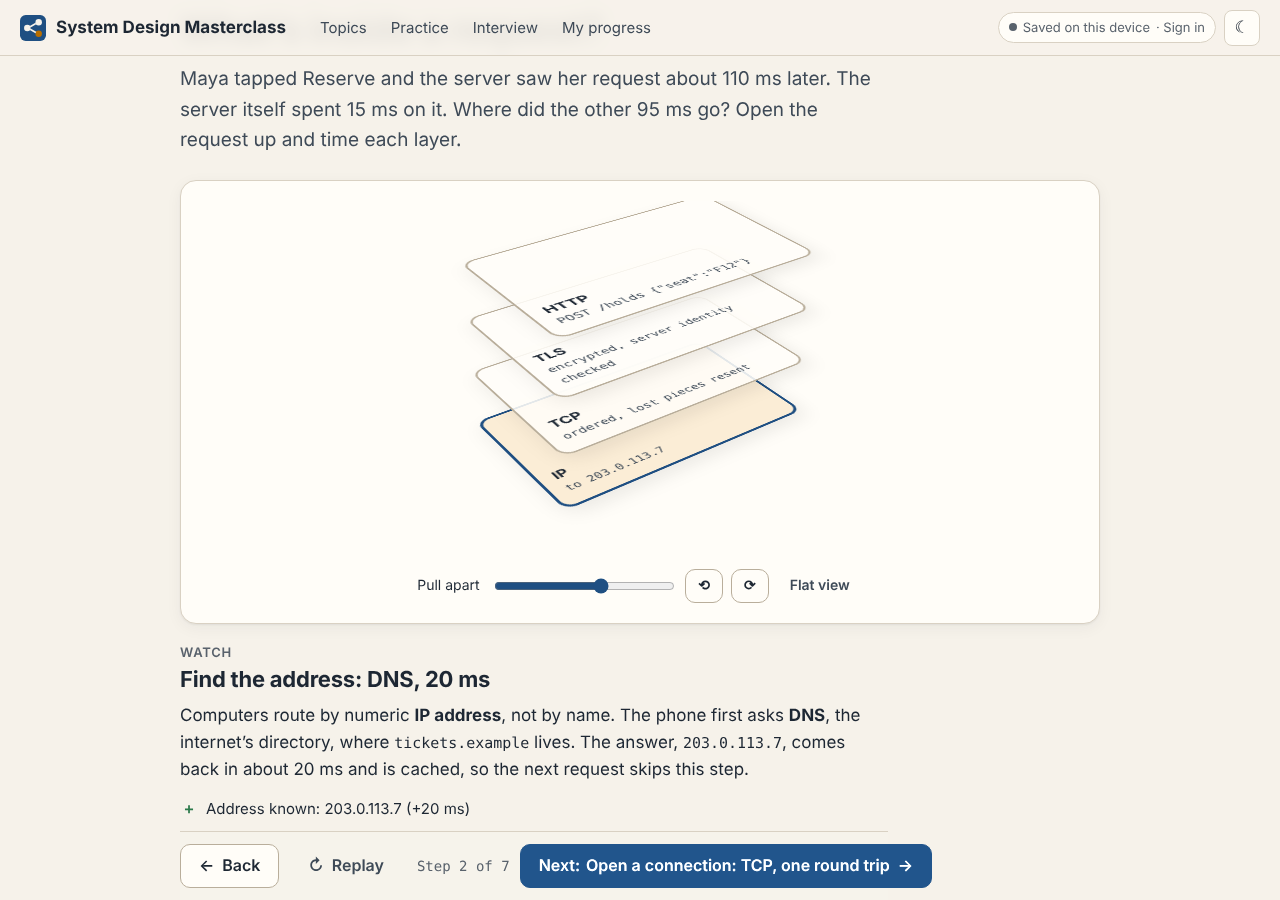 System Design Masterclass
Topics
Practice
Interview
My progress
Saved on this device · Sign in
Maya tapped Reserve and the server saw her request about 110 ms later. The
server itself spent 15 ms on it. Where did the other 95 ms go? Open the
request up and time each layer.
HTTP
POST /holds {"seat":"F12"}
TLS
encrypted, server identity
checked
TCP
ordered, lost pieces resent
IP
to 203.0.113.7
Pull apart
Flat view
WATCH
Find the address: DNS, 20 ms
Computers route by numeric IP address, not by name. The phone first asks DNS, the
internet’s directory, where tickets.example lives. The answer, 203.0.113.7, comes
back in about 20 ms and is cached, so the next request skips this step.
+ Address known: 203.0.113.7 (+20 ms)
← Back
↻ Replay
Step 2 of 7
Next: Open a connection: TCP, one round trip →